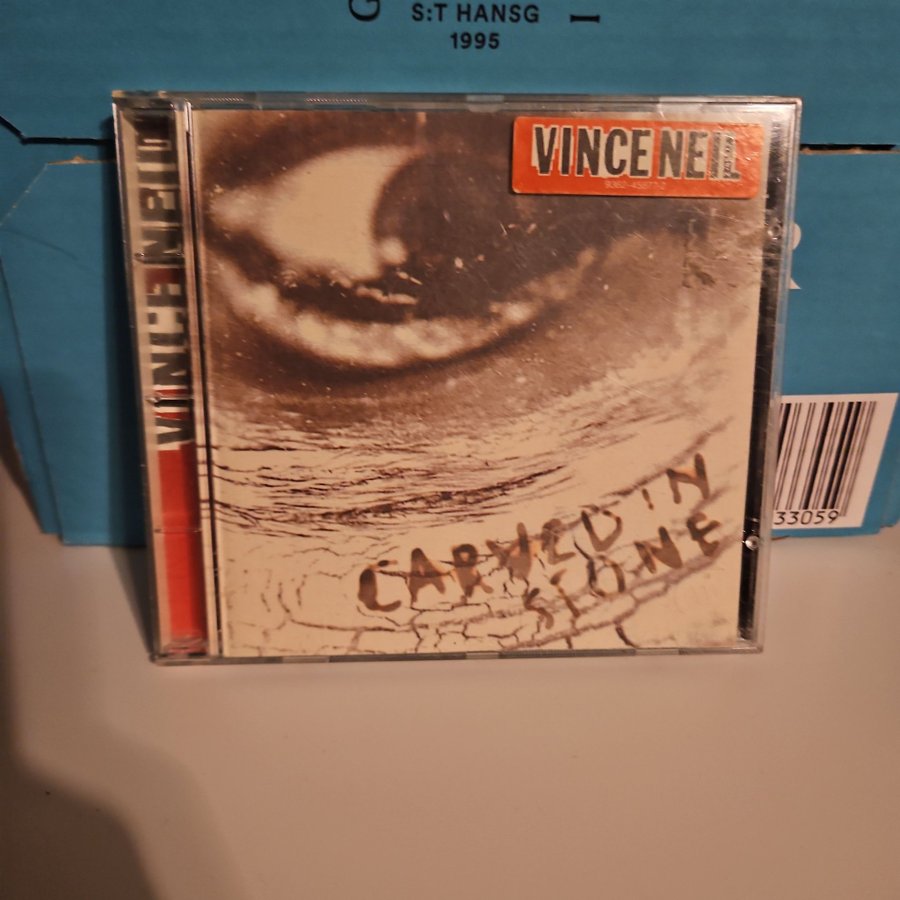 G
S:T HANSG
1995
VINCE NEIL
VINCE NEIL
9362-45877-2
CARVED IN
STONE
33059